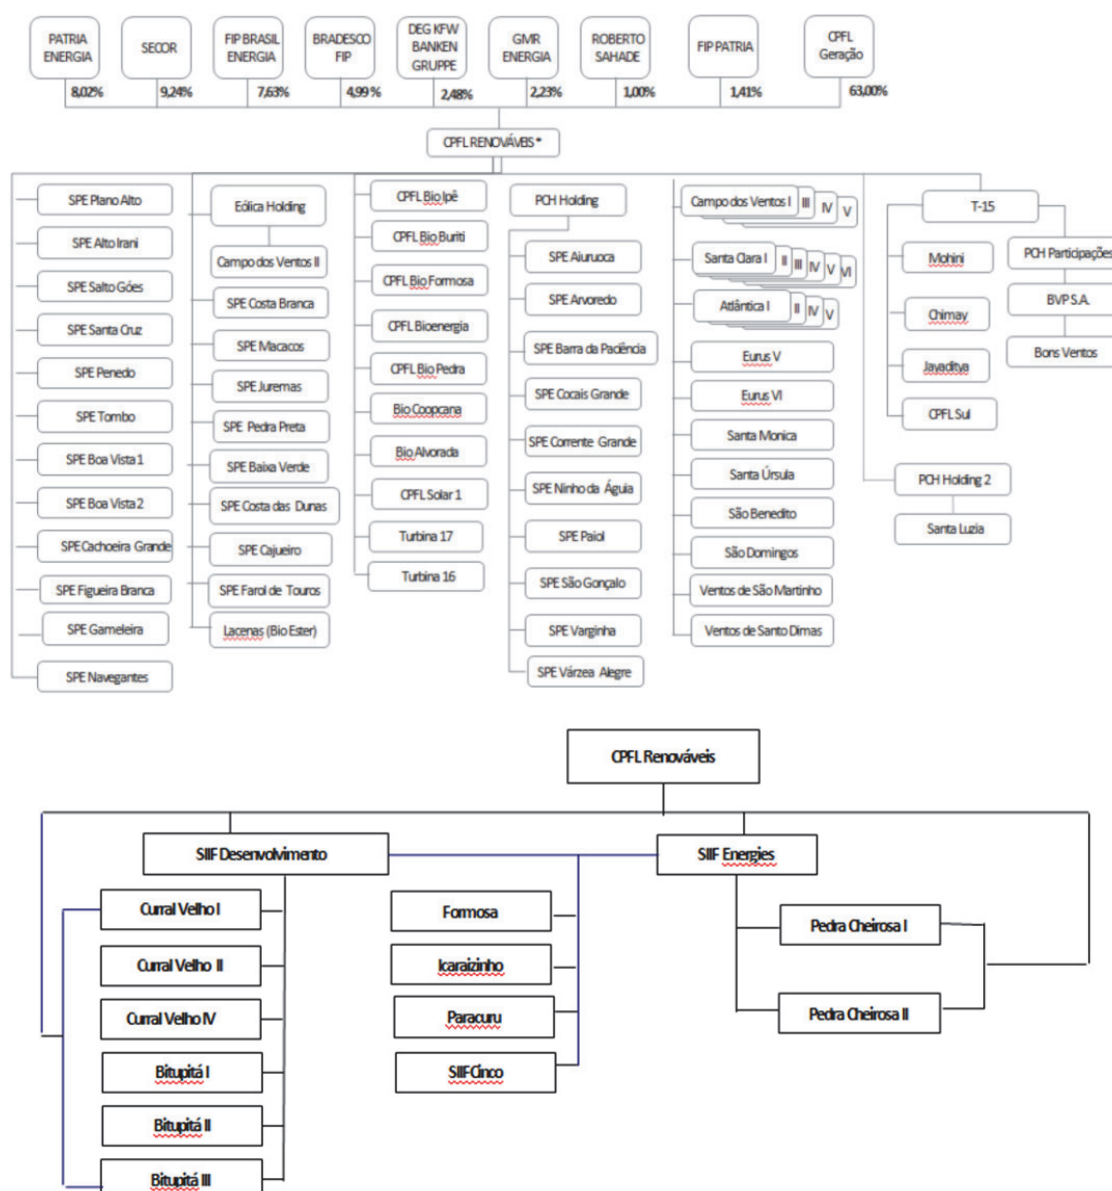 PATRIA
ENERGIA
SECOR
FIP BRASIL
ENERGIA
BRADESCO
FIP
DEG KFW
BANKEN
GRUPPE
GMR
ENERGIA
ROBERTO
SAHADE
FIP PATRIA
CPFL
Geração
8,02%
9,24%
7,63%
4,99%
2,48%
2,23%
1,00%
1,41%
63,00%
CPFL RENOVÁVEIS *
SPE Plano Alto
SPE Alto Irani
SPE Salto Góes
SPE Santa Cruz
SPE Penedo
SPE Tombo
SPE Boa Vista 1
SPE Boa Vista 2
SPE Cachoeira Grande
SPE Figueira Branca
SPE Gameleira
SPE Navegantes
Eólica Holding
Campo dos Ventos II
SPE Costa Branca
SPE Macacos
SPE Juremas
SPE Pedra Preta
SPE Baixa Verde
SPE Costa das Dunas
SPE Cajueiro
SPE Farol de Touros
Lacenas (Bio Ester)
CPFL Bio Ipê
CPFL Bio Buriti
CPFL Bio Formosa
CPFL Bioenergia
CPFL Bio Pedra
Bio Coopcana
Bio Alvorada
CPFL Solar 1
Turbina 17
Turbina 16
PCH Holding
SPE Aiuruoca
SPE Arvoredo
SPE Barra da Paciência
SPE Cocais Grande
SPE Corrente Grande
SPE Ninho da Águia
SPE Paiol
SPE São Gonçalo
SPE Varginha
SPE Várzea Alegre
Campo dos Ventos I III IV V
Santa Clara I II III IV V VI
Atlântica I II IV V
Eurus V
Eurus VI
Santa Monica
Santa Úrsula
São Benedito
São Domingos
Ventos de São Martinho
Ventos de Santo Dimas
T-15
Mohini
Chimay
Jayaditya
CPFL Sul
PCH Participações
BVP S.A.
Bons Ventos
PCH Holding 2
Santa Luzia
CPFL Renováveis
SIIF Desenvolvimento
SIIF Energies
Curral Velho I
Curral Velho II
Curral Velho IV
Bitupitá I
Bitupitá II
Bitupitá III
Formosa
Icaraizinho
Paracuru
SIIF Cinco
Pedra Cheirosa I
Pedra Cheirosa II